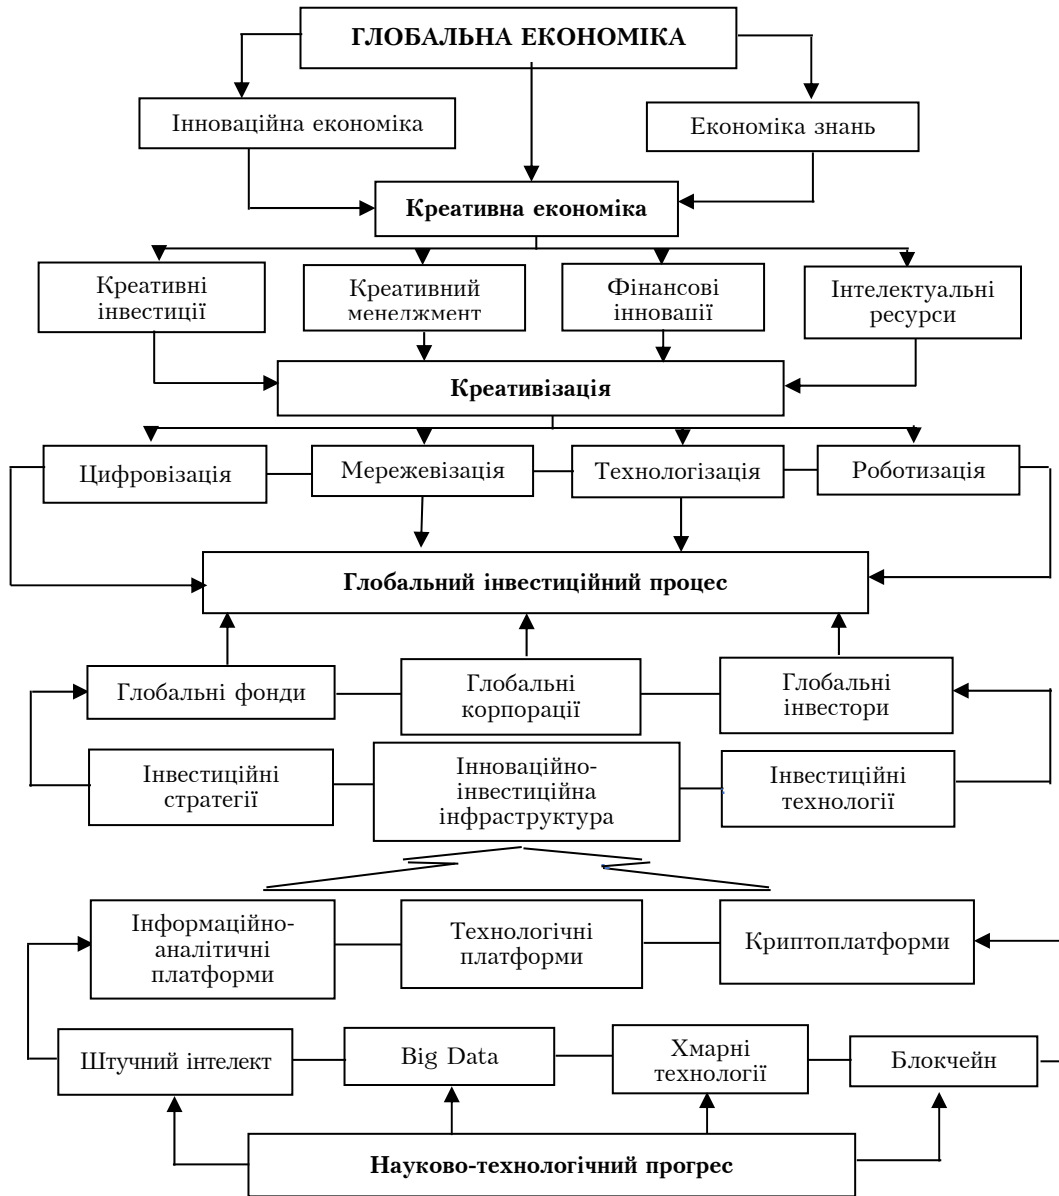 ГЛОБАЛЬНА ЕКОНОМІКА
Інноваційна економіка
Економіка знань
Креативна економіка
Креативні
інвестиції
Креативний
менеджмент
Фінансові
інновації
Інтелектуальні
ресурси
Креативізація
Цифровізація
Мережевізація
Технологізація
Роботизація
Глобальний інвестиційний процес
Глобальні фонди
Глобальні
корпорації
Глобальні
інвестори
Інвестиційні
стратегії
Інноваційно-
інвестиційна
інфраструктура
Інвестиційні
технології
Інформаційно-
аналітичні
платформи
Технологічні
платформи
Криптоплатформи
Штучний інтелект
Big Data
Хмарні
технології
Блокчейн
Науково-технологічний прогрес